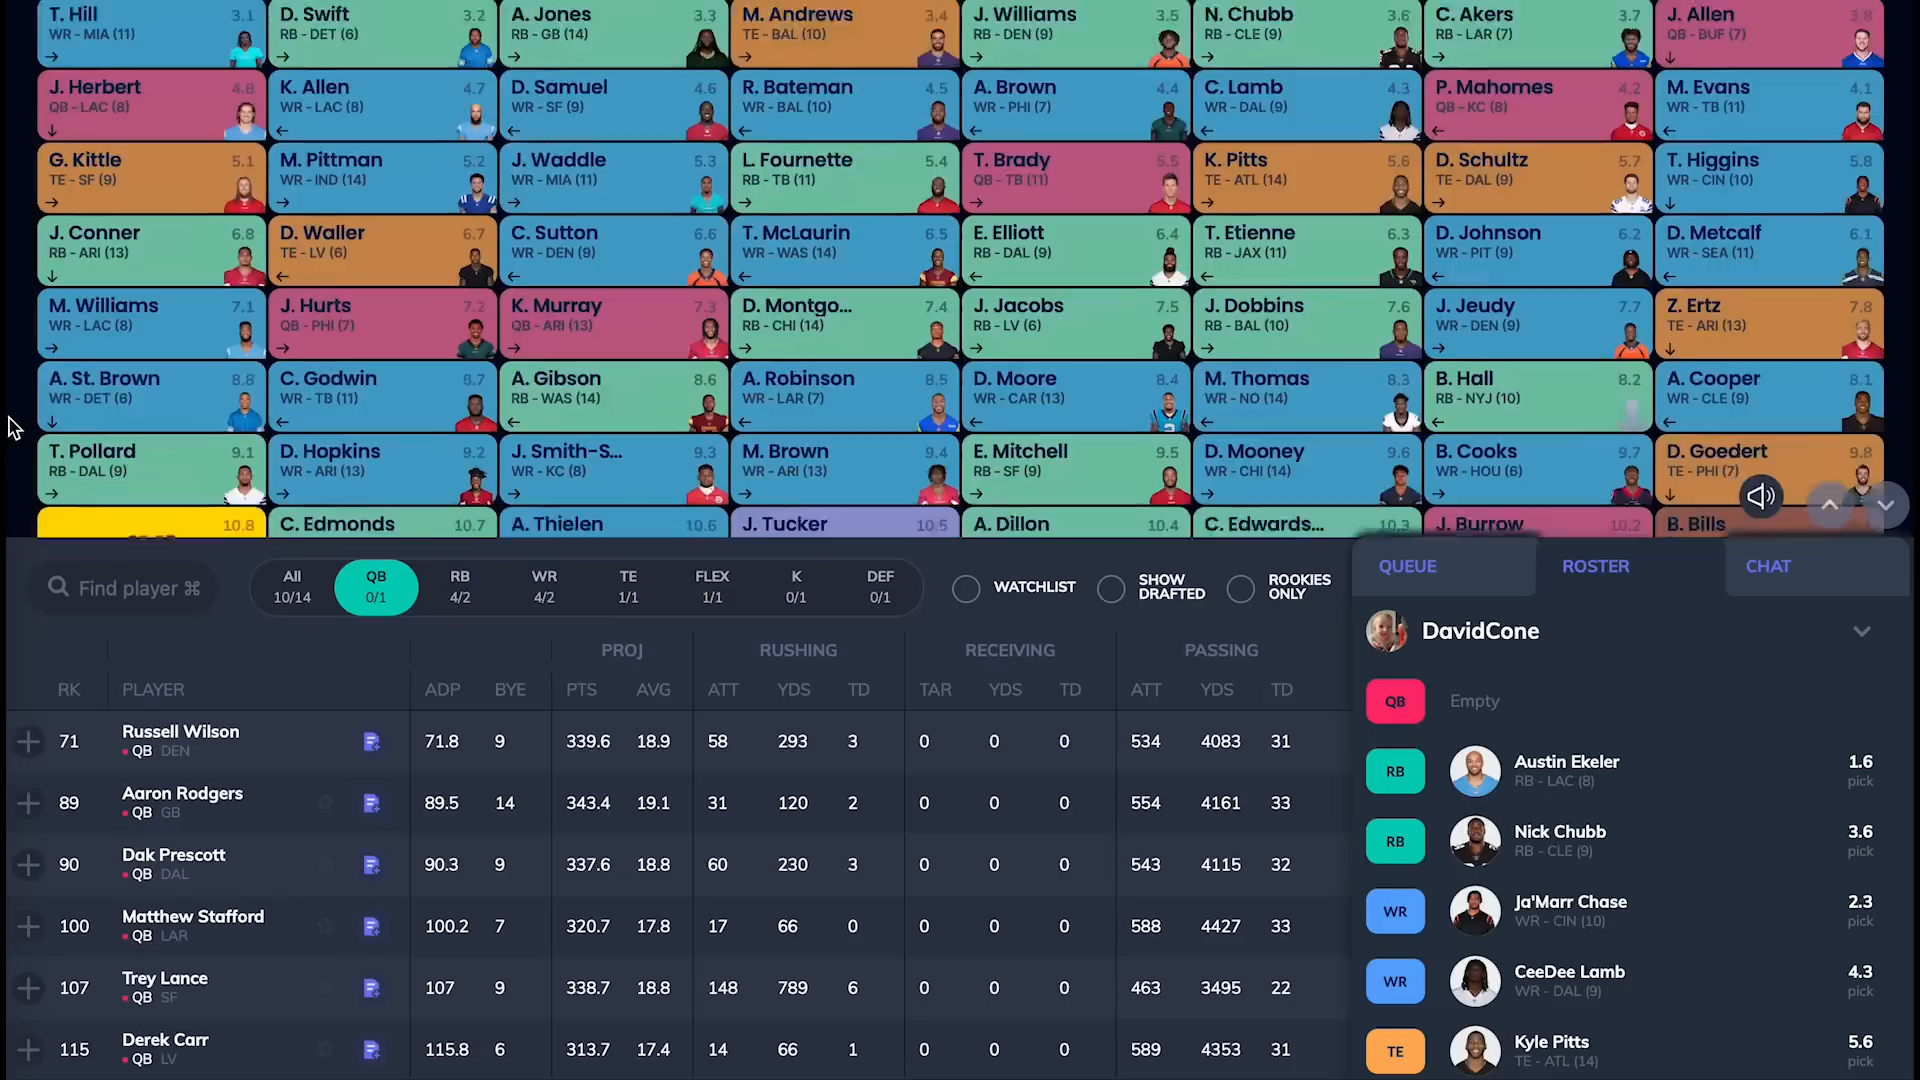 T. Hill 3.1
WR - MIA (11)
D. Swift 3.2
RB - DET (6)
A. Jones 3.3
RB - GB (14)
M. Andrews 3.4
TE - BAL (10)
J. Williams 3.5
RB - DEN (9)
N. Chubb 3.6
RB - CLE (9)
C. Akers 3.7
RB - LAR (7)
J. Allen 3.8
QB - BUF (7)
J. Herbert 4.8
QB - LAC (8)
K. Allen 4.7
WR - LAC (8)
D. Samuel 4.6
WR - SF (9)
R. Bateman 4.5
WR - BAL (10)
A. Brown 4.4
WR - PHI (7)
C. Lamb 4.3
WR - DAL (9)
P. Mahomes 4.2
QB - KC (8)
M. Evans 4.1
WR - TB (11)
G. Kittle 5.1
TE - SF (9)
M. Pittman 5.2
WR - IND (14)
J. Waddle 5.3
WR - MIA (11)
L. Fournette 5.4
RB - TB (11)
T. Brady 5.5
QB - TB (11)
K. Pitts 5.6
TE - ATL (14)
D. Schultz 5.7
TE - DAL (9)
T. Higgins 5.8
WR - CIN (10)
J. Conner 6.8
RB - ARI (13)
D. Waller 6.7
TE - LV (6)
C. Sutton 6.6
WR - DEN (9)
T. McLaurin 6.5
WR - WAS (14)
E. Elliott 6.4
RB - DAL (9)
T. Etienne 6.3
RB - JAX (11)
D. Johnson 6.2
WR - PIT (9)
D. Metcalf 6.1
WR - SEA (11)
M. Williams 7.1
WR - LAC (8)
J. Hurts 7.2
QB - PHI (7)
K. Murray 7.3
QB - ARI (13)
D. Montgo... 7.4
RB - CHI (14)
J. Jacobs 7.5
RB - LV (6)
J. Dobbins 7.6
RB - BAL (10)
J. Jeudy 7.7
WR - DEN (9)
Z. Ertz 7.8
TE - ARI (13)
A. St. Brown 8.8
WR - DET (6)
C. Godwin 8.7
WR - TB (11)
A. Gibson 8.6
RB - WAS (14)
A. Robinson 8.5
WR - LAR (7)
D. Moore 8.4
WR - CAR (13)
M. Thomas 8.3
WR - NO (14)
B. Hall 8.2
RB - NYJ (10)
A. Cooper 8.1
WR - CLE (9)
T. Pollard 9.1
RB - DAL (9)
D. Hopkins 9.2
WR - ARI (13)
J. Smith-S... 9.3
WR - KC (8)
M. Brown 9.4
WR - ARI (13)
E. Mitchell 9.5
RB - SF (9)
D. Mooney 9.6
WR - CHI (14)
B. Cooks 9.7
WR - HOU (6)
D. Goedert 9.8
TE - PHI (7)
10.8
C. Edmonds 10.7
A. Thielen 10.6
J. Tucker 10.5
A. Dillon 10.4
C. Edwards... 10.3
J. Burrow 10.2
B. Bills
Find player ⌘
All
10/14
QB
0/1
RB
4/2
WR
4/2
TE
1/1
FLEX
1/1
K
0/1
DEF
0/1
WATCHLIST
SHOW
DRAFTED
ROOKIES
ONLY
PROJ RUSHING RECEIVING PASSING
RK PLAYER ADP BYE PTS AVG ATT YDS TD TAR YDS TD ATT YDS TD
71 Russell Wilson 71.8 9 339.6 18.9 58 293 3 0 0 0 534 4083 31
QB DEN
89 Aaron Rodgers 89.5 14 343.4 19.1 31 120 2 0 0 0 554 4161 33
QB GB
90 Dak Prescott 90.3 9 337.6 18.8 60 230 3 0 0 0 543 4115 32
QB DAL
100 Matthew Stafford 100.2 7 320.7 17.8 17 66 0 0 0 0 588 4427 33
QB LAR
107 Trey Lance 107 9 338.7 18.8 148 789 6 0 0 0 463 3495 22
QB SF
115 Derek Carr 115.8 6 313.7 17.4 14 66 1 0 0 0 589 4353 31
QB LV
QUEUE ROSTER CHAT
DavidCone
QB Empty
RB Austin Ekeler 1.6
RB - LAC (8) pick
RB Nick Chubb 3.6
RB - CLE (9) pick
WR Ja'Marr Chase 2.3
WR - CIN (10) pick
WR CeeDee Lamb 4.3
WR - DAL (9) pick
TE Kyle Pitts 5.6
TE - ATL (14) pick